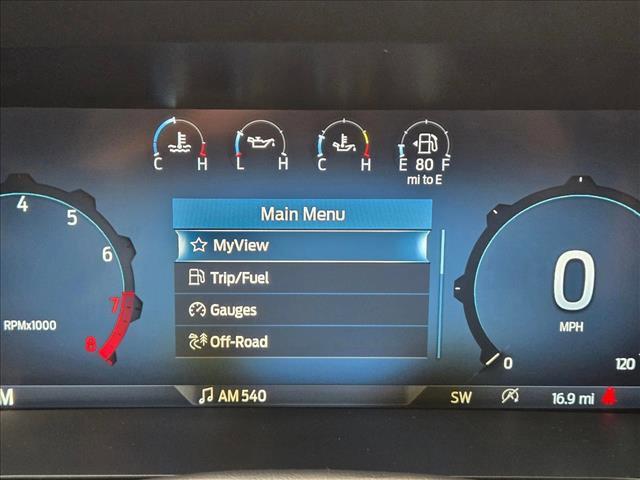 C H L H C H E 80 F
mi to E
Main Menu
MyView
Trip/Fuel
Gauges
Off-Road
4
5
6
7
8
RPMx1000
0
MPH
0
120
M
AM 540
SW
16.9 mi